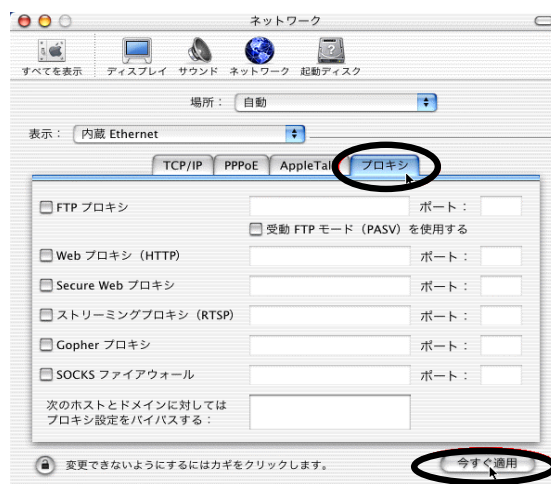 ネットワーク
すべてを表示 ディスプレイ サウンド ネットワーク 起動ディスク
場所： 自動
表示： 内蔵 Ethernet
TCP/IP PPPoE AppleTalk プロキシ
FTP プロキシ ポート：
受動 FTP モード（PASV）を使用する
Web プロキシ（HTTP） ポート：
Secure Web プロキシ ポート：
ストリーミングプロキシ（RTSP） ポート：
Gopher プロキシ ポート：
SOCKS ファイアウォール ポート：
次のホストとドメインに対しては
プロキシ設定をバイパスする：
変更できないようにするにはカギをクリックします。 今すぐ適用